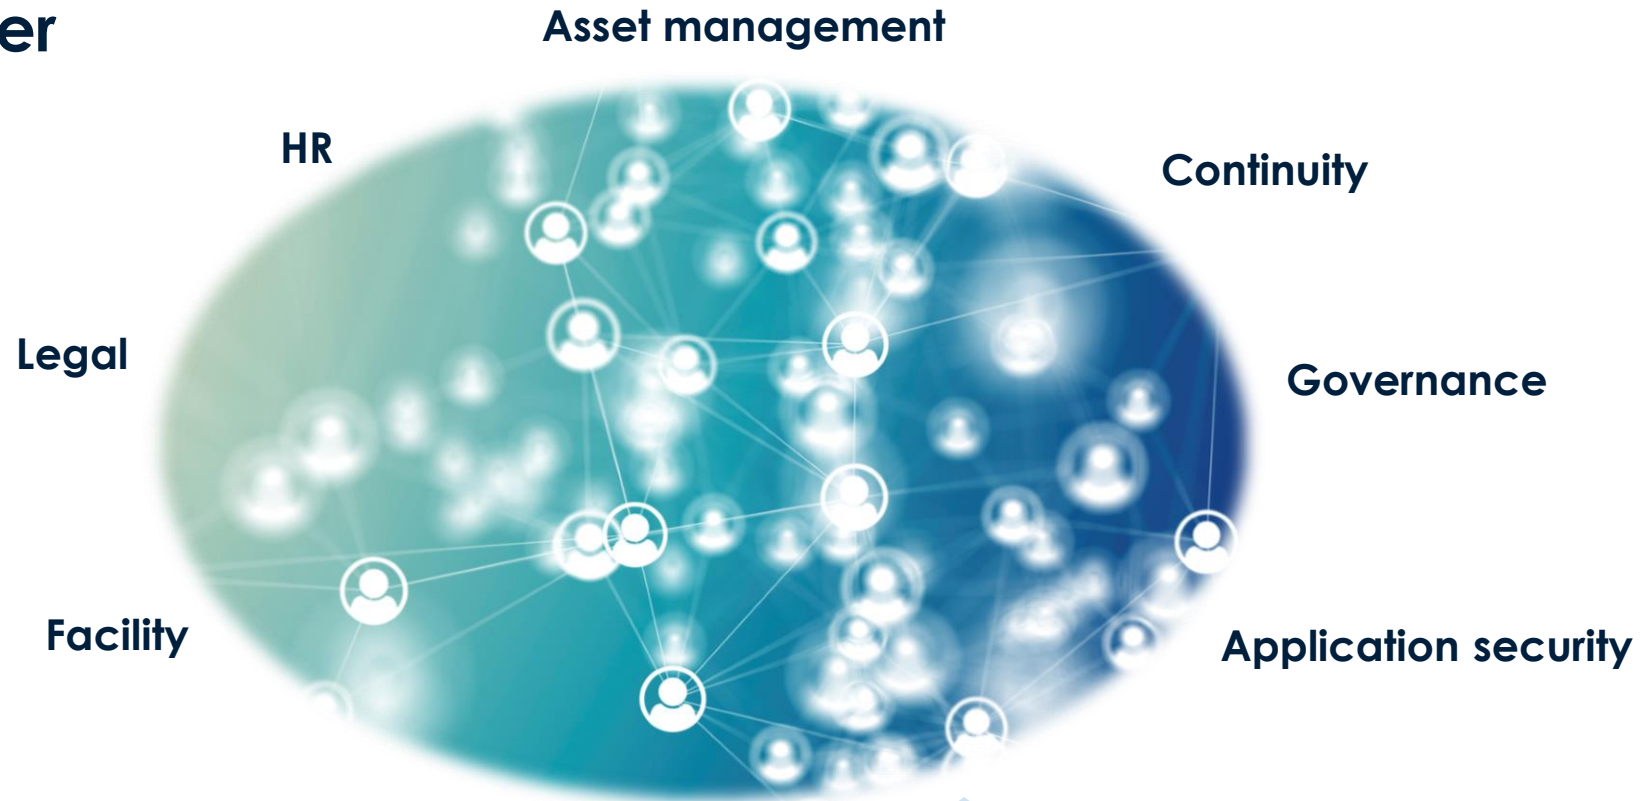 er
Asset management
HR
Continuity
Legal
Governance
Facility
Application security